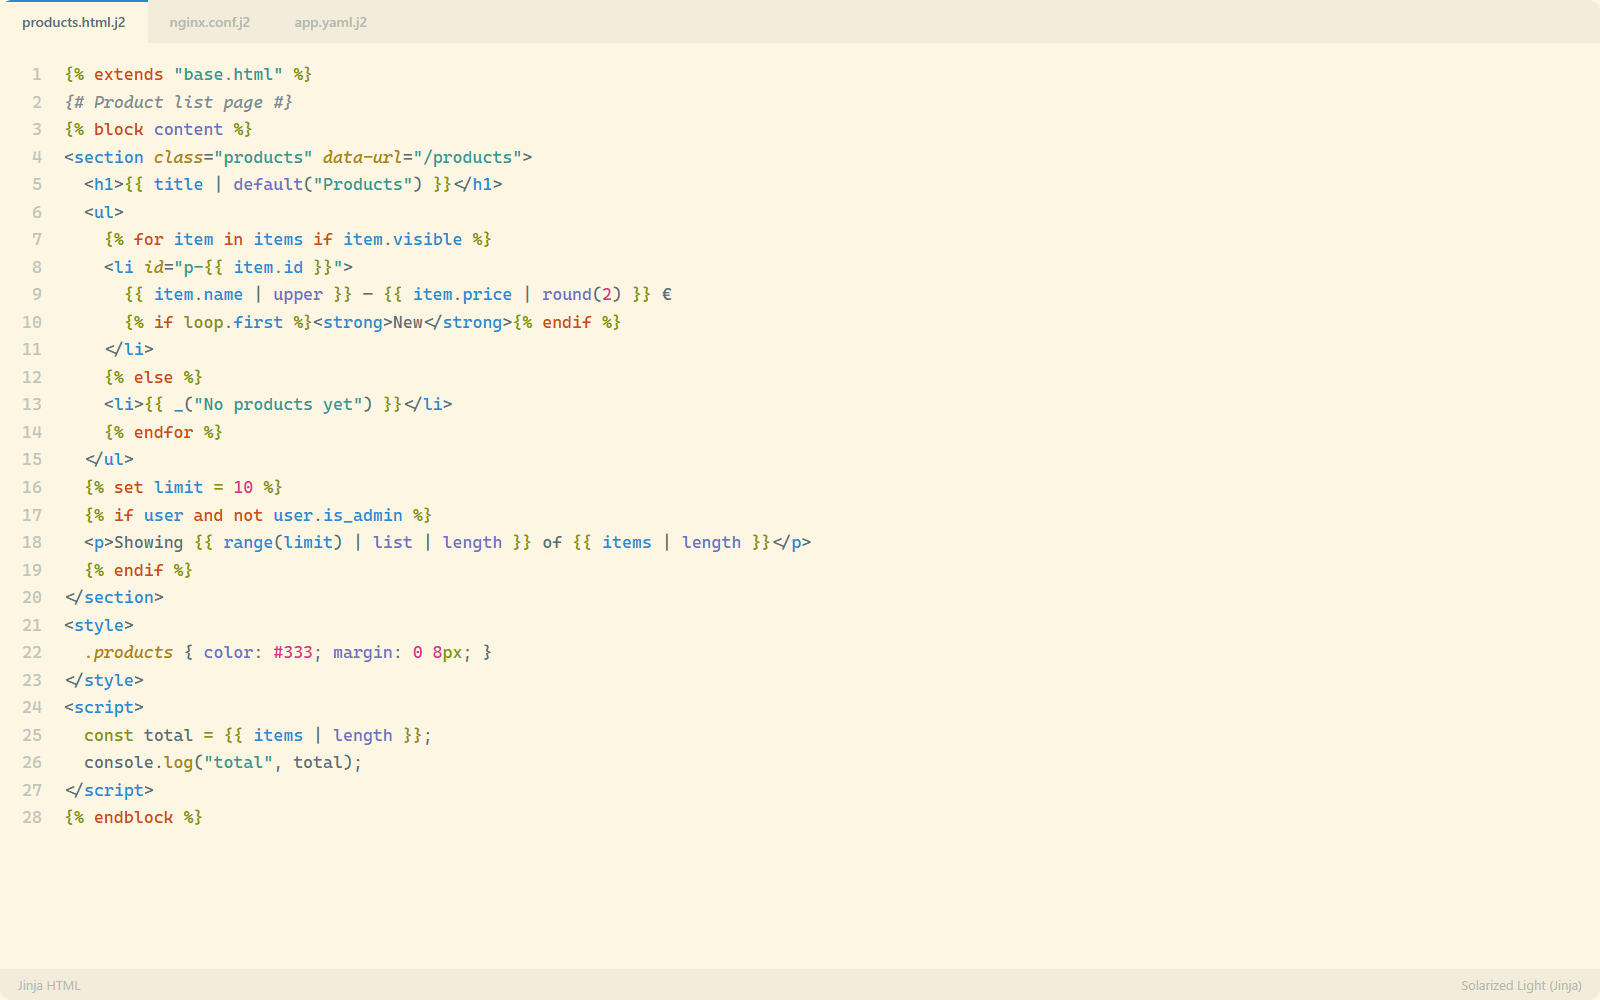 products.html.j2 nginx.conf.j2 app.yaml.j2
1 {% extends "base.html" %}
2 {# Product list page #}
3 {% block content %}
4 <section class="products" data-url="/products">
5   <h1>{{ title | default("Products") }}</h1>
6   <ul>
7     {% for item in items if item.visible %}
8     <li id="p-{{ item.id }}">
9       {{ item.name | upper }} — {{ item.price | round(2) }} €
10       {% if loop.first %}<strong>New</strong>{% endif %}
11     </li>
12     {% else %}
13     <li>{{ _("No products yet") }}</li>
14     {% endfor %}
15   </ul>
16   {% set limit = 10 %}
17   {% if user and not user.is_admin %}
18   <p>Showing {{ range(limit) | list | length }} of {{ items | length }}</p>
19   {% endif %}
20 </section>
21 <style>
22   .products { color: #333; margin: 0 8px; }
23 </style>
24 <script>
25   const total = {{ items | length }};
26   console.log("total", total);
27 </script>
28 {% endblock %}
Jinja HTML Solarized Light (Jinja)